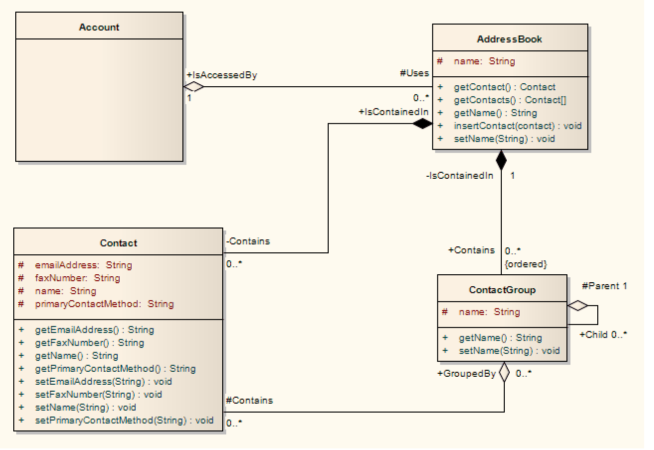 Account
AddressBook
# name: String
+ getContact() : Contact
+ getContacts() : Contact[]
+ getName() : String
+ insertContact(contact) : void
+ setName(String) : void
+IsAccessedBy
#Uses
1
0..*
+IsContainedIn
-IsContainedIn 1
-Contains
0..*
+Contains 0..*
{ordered}
Contact
# emailAddress: String
# faxNumber: String
# name: String
# primaryContactMethod: String
+ getEmailAddress() : String
+ getFaxNumber() : String
+ getName() : String
+ getPrimaryContactMethod() : String
+ setEmailAddress(String) : void
+ setFaxNumber(String) : void
+ setName(String) : void
+ setPrimaryContactMethod(String) : void
ContactGroup
# name: String
+ getName() : String
+ setName(String) : void
#Parent 1
+Child 0..*
+GroupedBy 0..*
#Contains
0..*